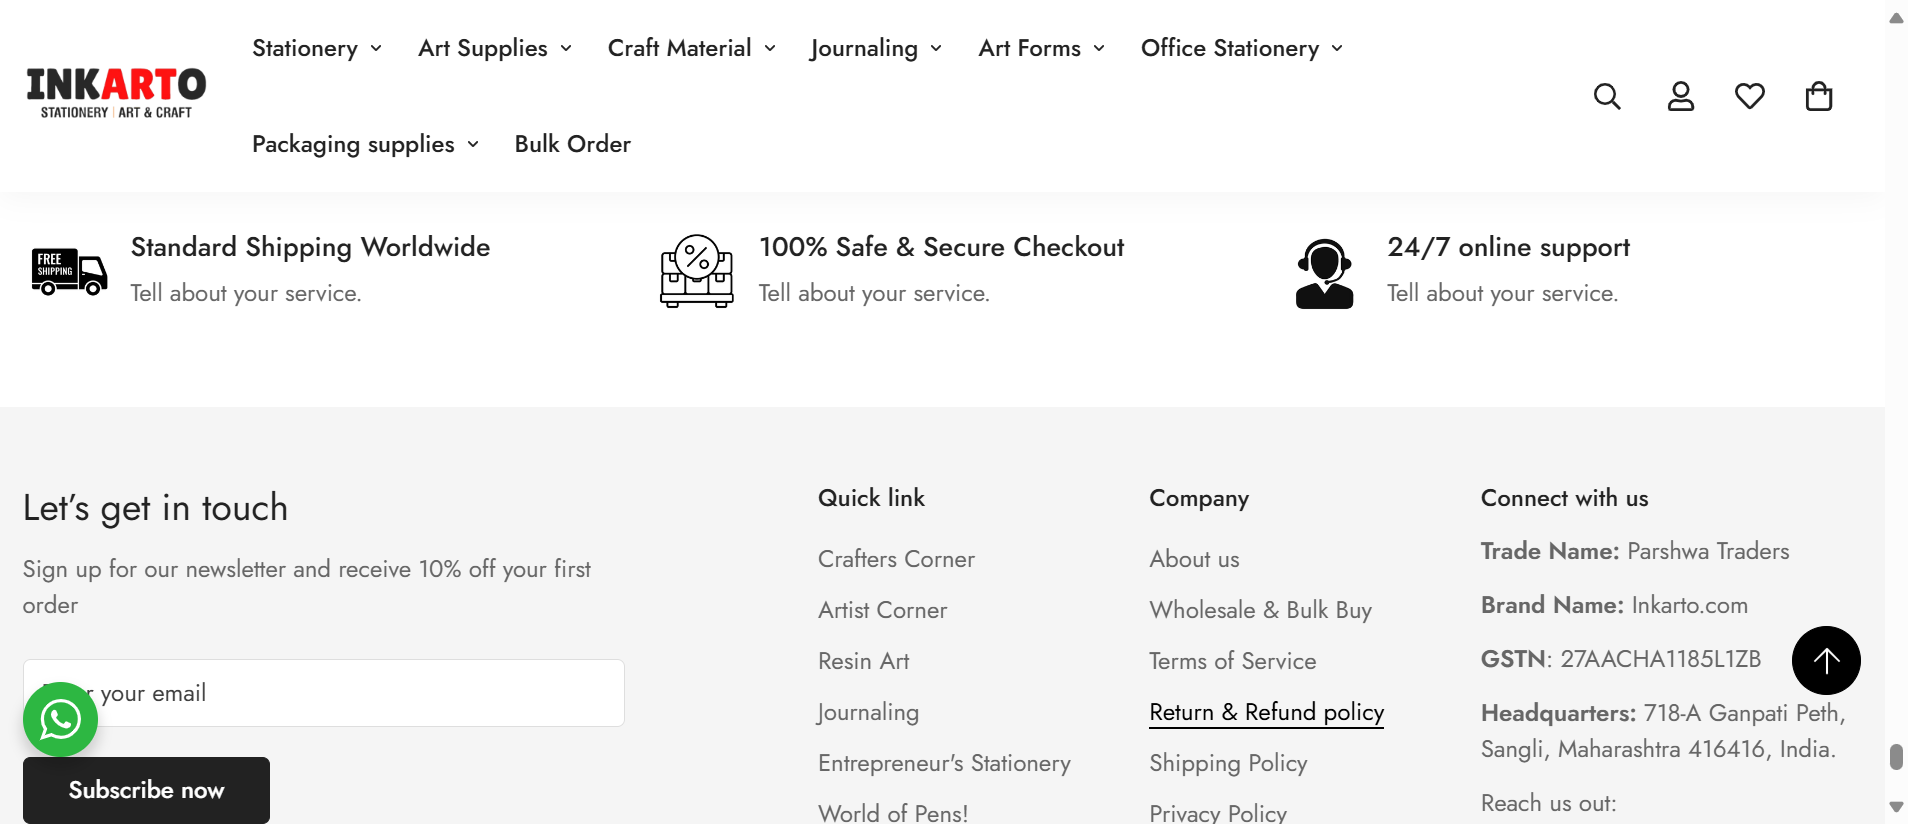 Stationery Art Supplies Craft Material Journaling Art Forms Office Stationery
INKARTO
STATIONERY | ART & CRAFT
Packaging supplies Bulk Order
FREE
SHIPPING
Standard Shipping Worldwide
Tell about your service.
100% Safe & Secure Checkout
Tell about your service.
24/7 online support
Tell about your service.
Let's get in touch
Sign up for our newsletter and receive 10% off your first
order
your email
Subscribe now
Quick link
Crafters Corner
Artist Corner
Resin Art
Journaling
Entrepreneur's Stationery
World of Pens!
Company
About us
Wholesale & Bulk Buy
Terms of Service
Return & Refund policy
Shipping Policy
Privacy Policy
Connect with us
Trade Name: Parshwa Traders
Brand Name: Inkarto.com
GSTN: 27AACHA1185L1ZB
Headquarters: 718-A Ganpati Peth,
Sangli, Maharashtra 416416, India.
Reach us out: